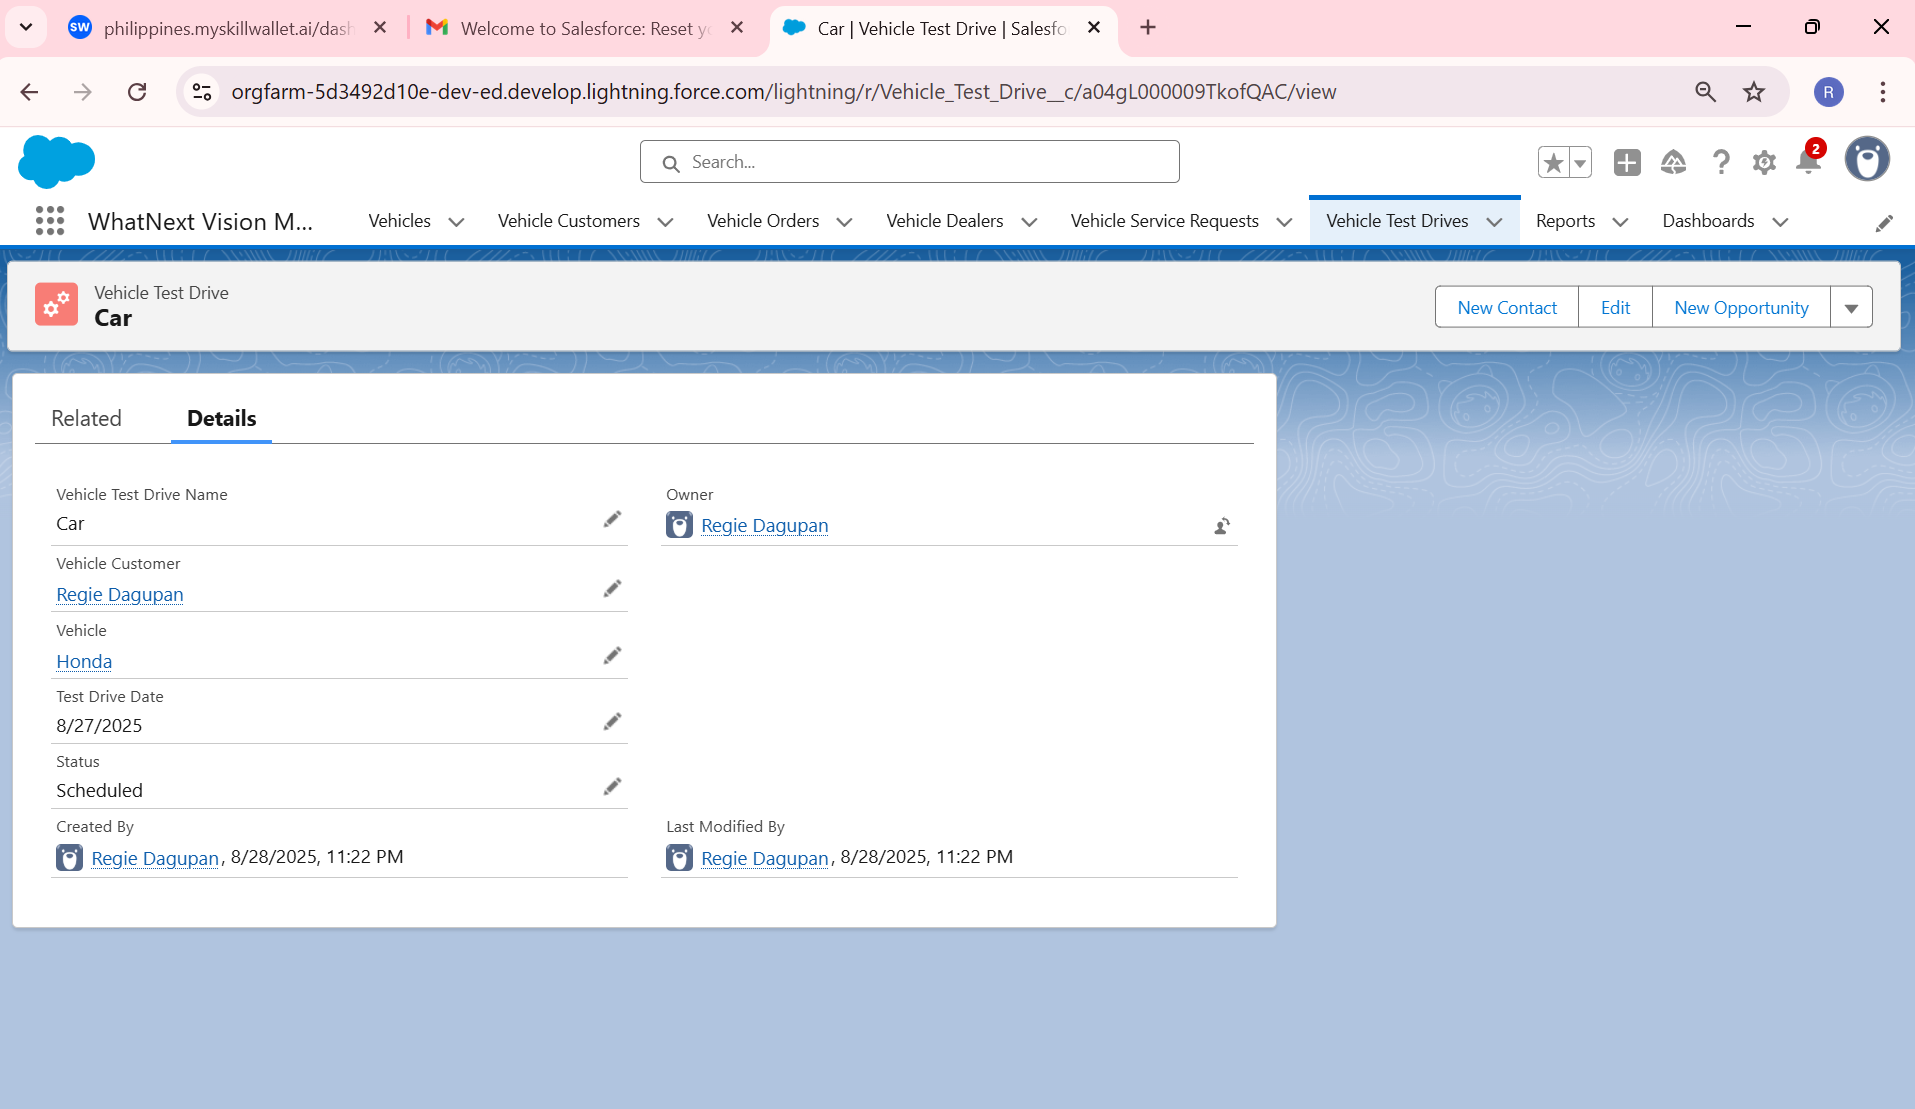 SW philippines.myskillwallet.ai/dash
Welcome to Salesforce: Reset yo
Car | Vehicle Test Drive | Salesfo
orgfarm-5d3492d10e-dev-ed.develop.lightning.force.com/lightning/r/Vehicle_Test_Drive__c/a04gL000009TkofQAC/view
R
Search...
2
WhatNext Vision M...
Vehicles
Vehicle Customers
Vehicle Orders
Vehicle Dealers
Vehicle Service Requests
Vehicle Test Drives
Reports
Dashboards
Vehicle Test Drive
Car
New Contact
Edit
New Opportunity
Related
Details
Vehicle Test Drive Name
Car
Owner
Regie Dagupan
Vehicle Customer
Regie Dagupan
Vehicle
Honda
Test Drive Date
8/27/2025
Status
Scheduled
Created By
Regie Dagupan, 8/28/2025, 11:22 PM
Last Modified By
Regie Dagupan, 8/28/2025, 11:22 PM